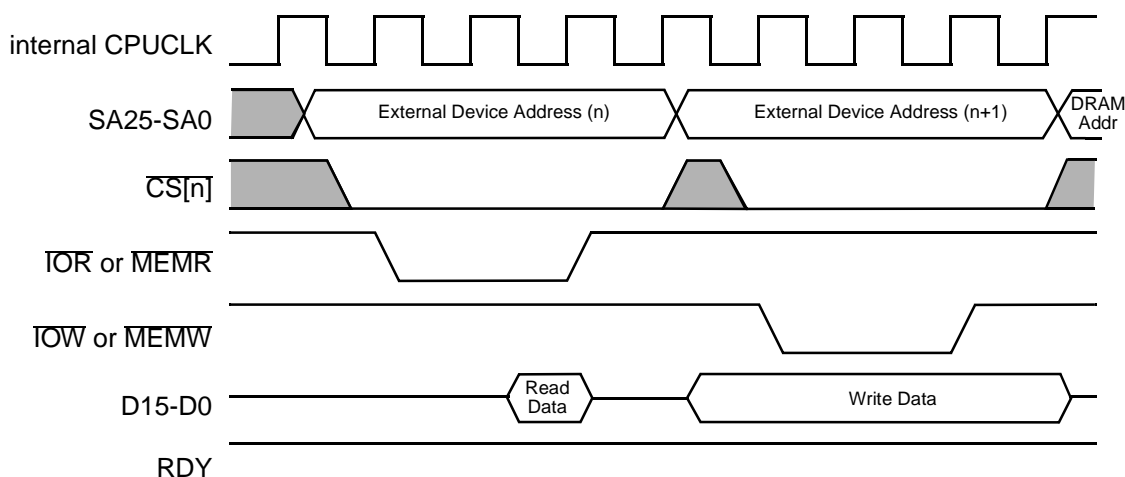 internal CPUCLK
SA25-SA0
External Device Address (n)
External Device Address (n+1)
DRAM
Addr
CS[n]
IOR or MEMR
IOW or MEMW
D15-D0
Read
Data
Write Data
RDY